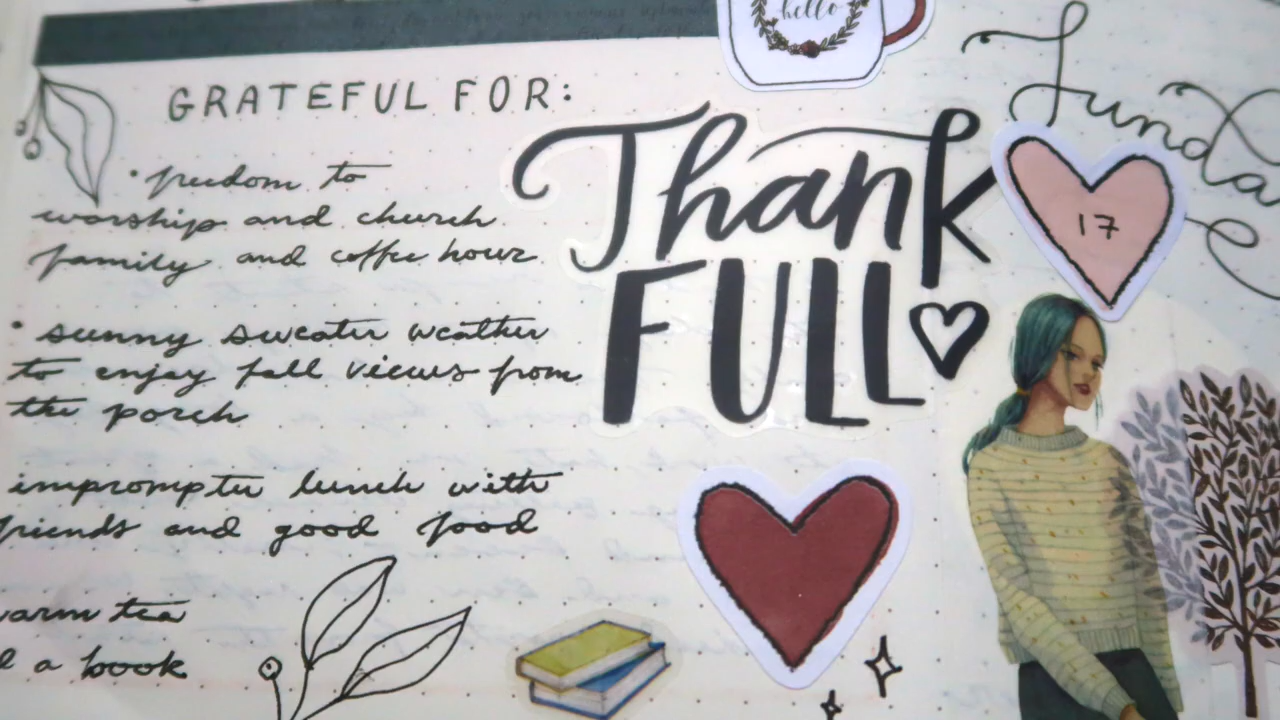 hello
GRATEFUL FOR:
• freedom to
worship and church
family and coffee hour
• sunny sweater weather
to enjoy fall views from
the porch
impromptu lunch with
friends and good food
warm tea
a book
Thank
FULL
Sunda
17